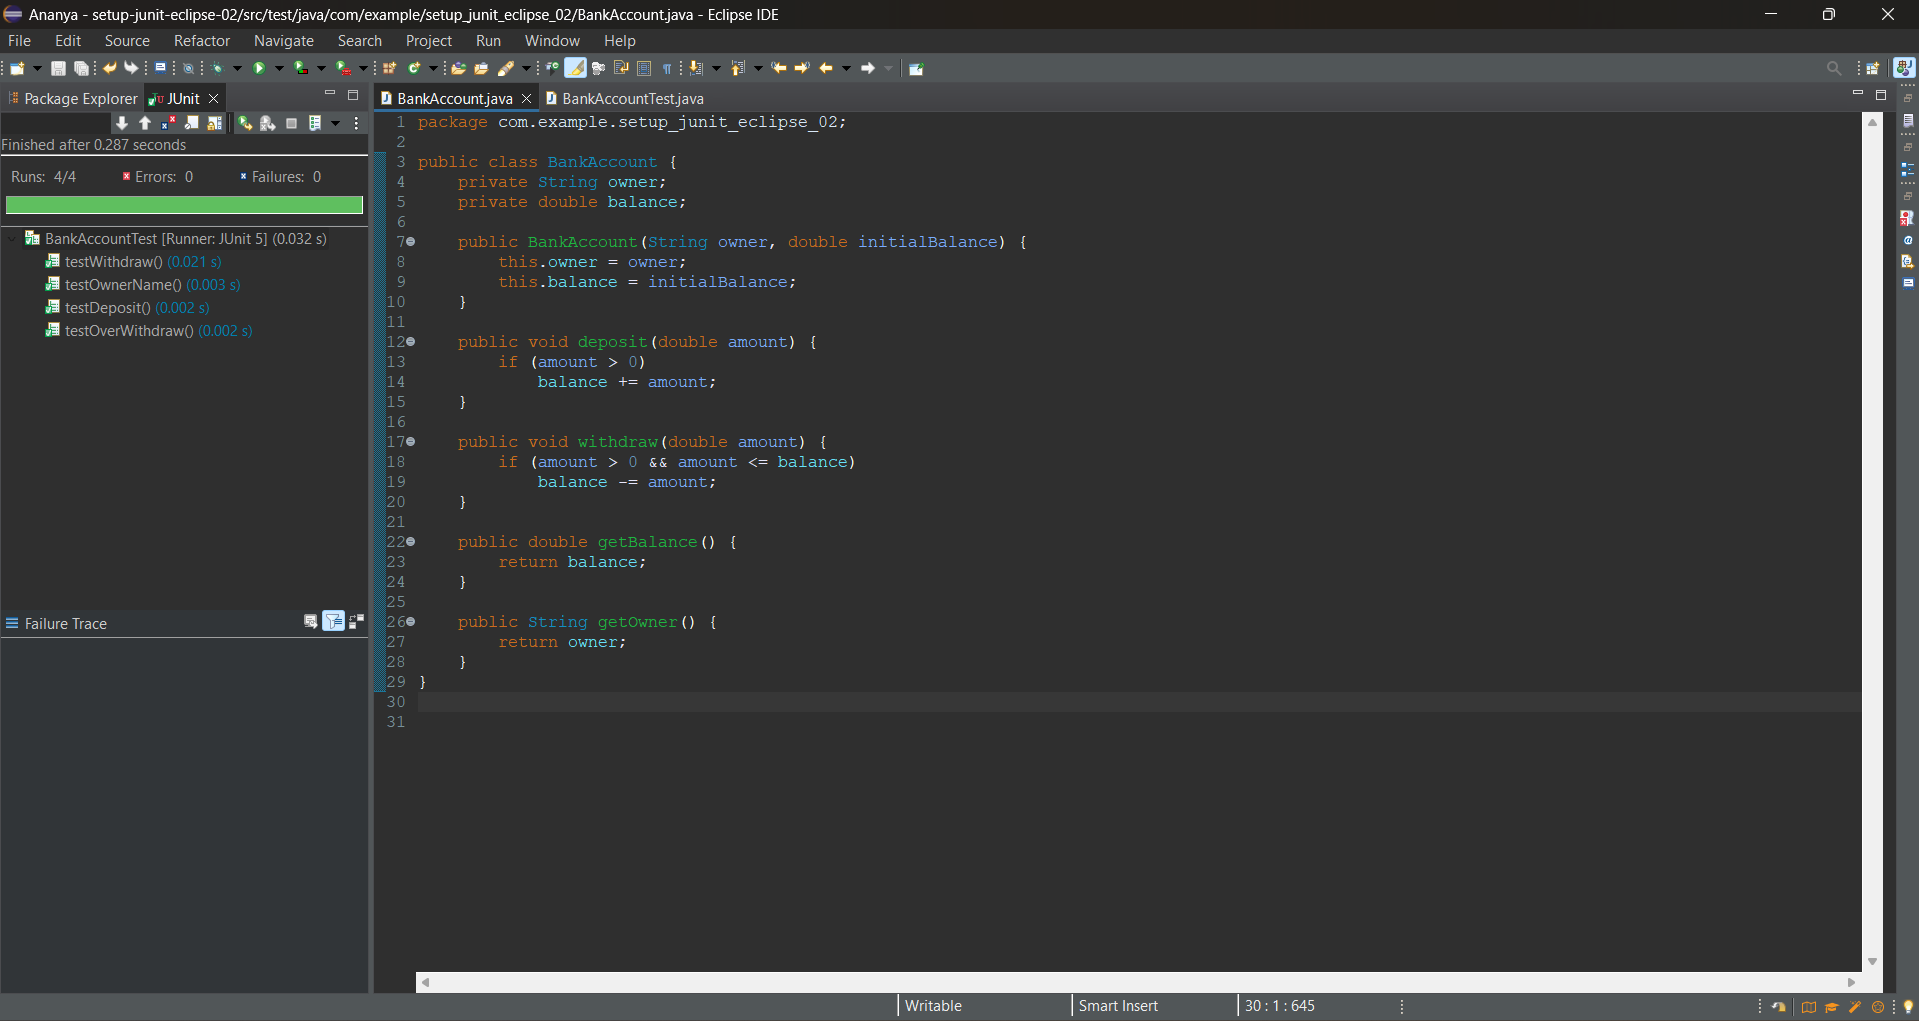 Ananya - setup-junit-eclipse-02/src/test/java/com/example/setup_junit_eclipse_02/BankAccount.java - Eclipse IDE
File Edit Source Refactor Navigate Search Project Run Window Help
Package Explorer JUnit
Finished after 0.287 seconds
Runs: 4/4 Errors: 0 Failures: 0
BankAccountTest [Runner: JUnit 5] (0.032 s)
testWithdraw() (0.021 s)
testOwnerName() (0.003 s)
testDeposit() (0.002 s)
testOverWithdraw() (0.002 s)
Failure Trace
BankAccount.java BankAccountTest.java
1 package com.example.setup_junit_eclipse_02;
2
3 public class BankAccount {
4 private String owner;
5 private double balance;
6
7 public BankAccount(String owner, double initialBalance) {
8 this.owner = owner;
9 this.balance = initialBalance;
10 }
11
12 public void deposit(double amount) {
13 if (amount > 0)
14 balance += amount;
15 }
16
17 public void withdraw(double amount) {
18 if (amount > 0 && amount <= balance)
19 balance -= amount;
20 }
21
22 public double getBalance() {
23 return balance;
24 }
25
26 public String getOwner() {
27 return owner;
28 }
29 }
30
31
Writable Smart Insert 30 : 1 : 645